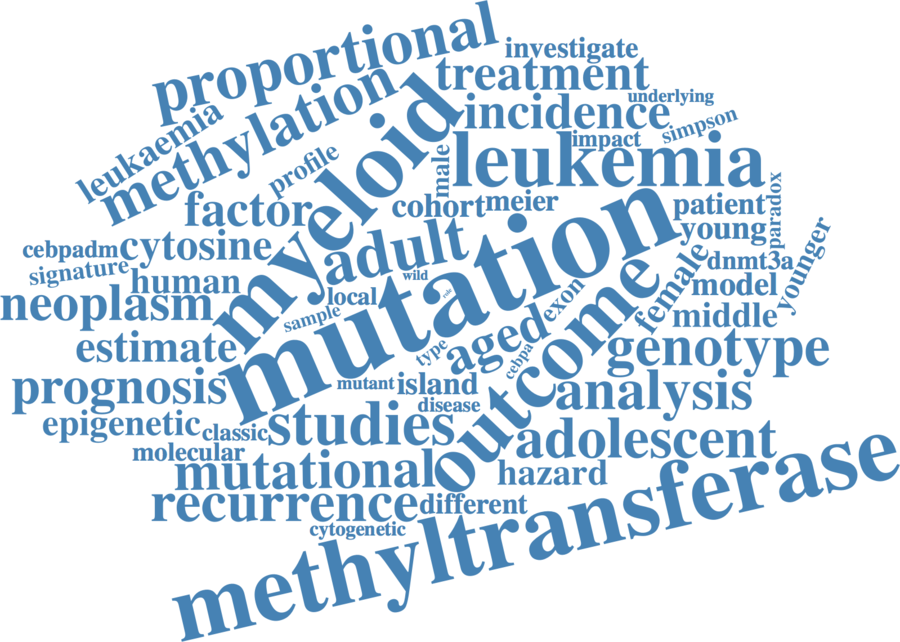 proportional
investigate
treatment
methylation
underlying
leukaemia
incidence
simpson
impact
myeloid
leukemia
profile
male
factor
cohort
meier
patient
paradox
young
cebpadm
cytosine
adult
mutation
dnmt3a
signature
human
wild
younger
model
female
neoplasm
local
role
exon
sample
middle
estimate
type
aged
outcome
genotype
cebpa
prognosis
mutant
island
analysis
disease
epigenetic
classic
studies
molecular
adolescent
mutational
hazard
recurrence
different
cytogenetic
methyltransferase